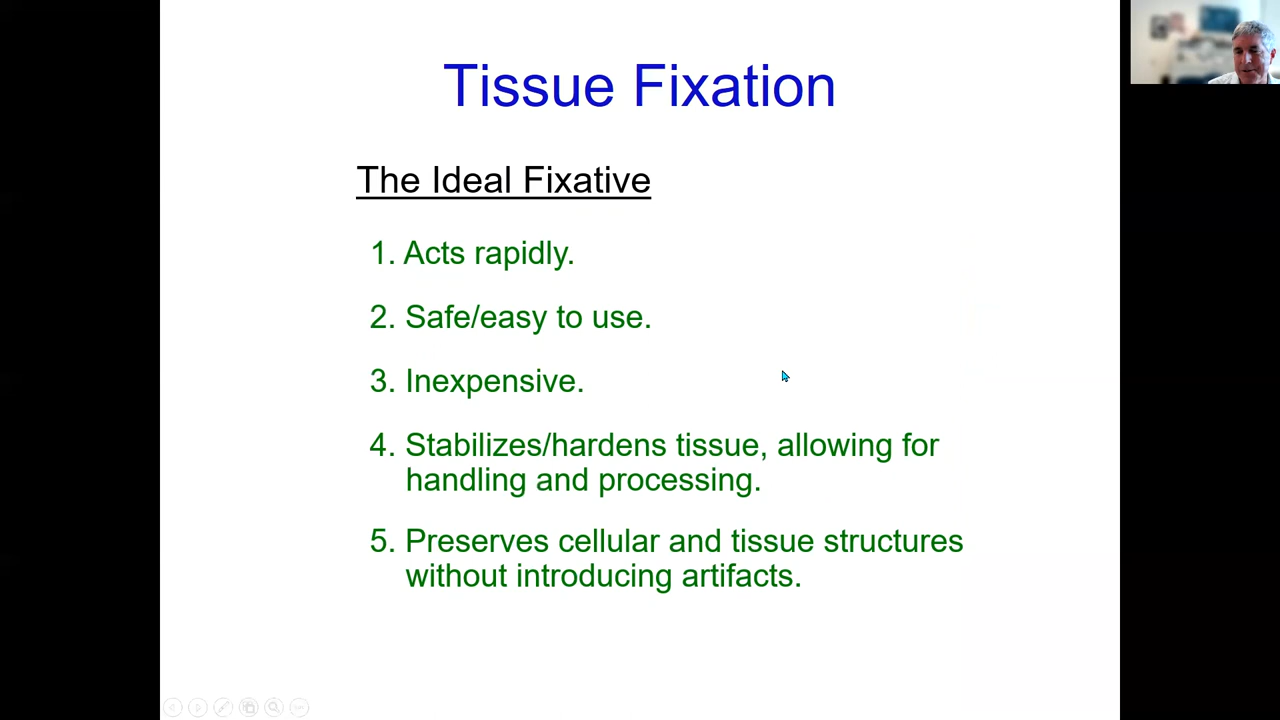 Tissue Fixation
The Ideal Fixative
1. Acts rapidly.
2. Safe/easy to use.
3. Inexpensive.
4. Stabilizes/hardens tissue, allowing for
handling and processing.
5. Preserves cellular and tissue structures
without introducing artifacts.